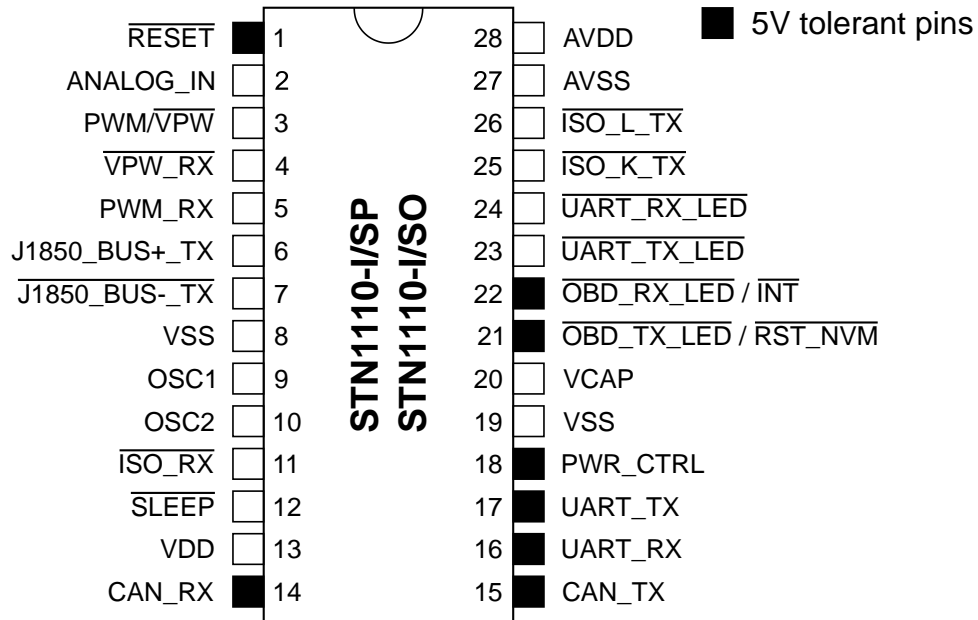 5V tolerant pins
RESET 1 28 AVDD
ANALOG_IN 2 27 AVSS
PWM/VPW 3 26 ISO_L_TX
VPW_RX 4 25 ISO_K_TX
PWM_RX 5 24 UART_RX_LED
J1850_BUS+_TX 6 23 UART_TX_LED
J1850_BUS-_TX 7 22 OBD_RX_LED / INT
VSS 8 21 OBD_TX_LED / RST_NVM
OSC1 9 20 VCAP
OSC2 10 19 VSS
ISO_RX 11 18 PWR_CTRL
SLEEP 12 17 UART_TX
VDD 13 16 UART_RX
CAN_RX 14 15 CAN_TX
STN1110-I/SP
STN1110-I/SO